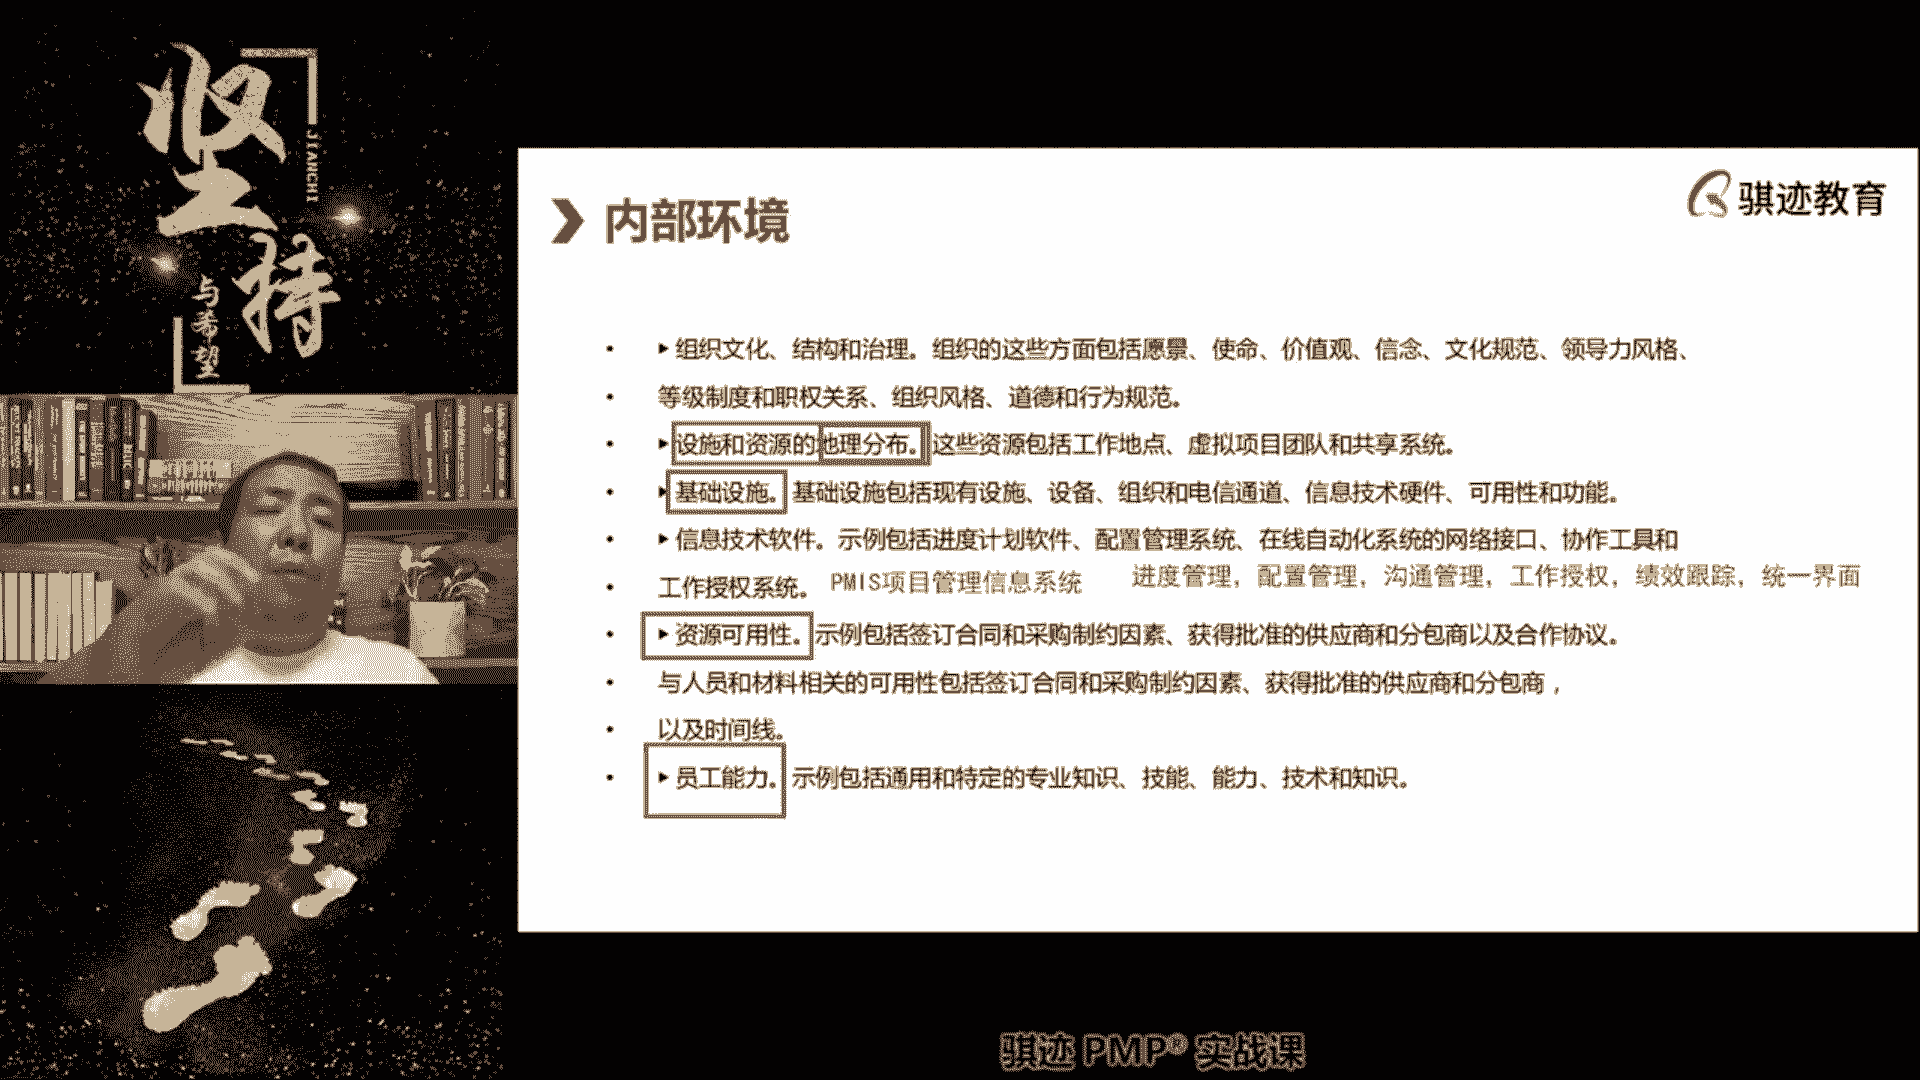 坚持
JIANCHI
与希望
内部环境
骐迹教育
组织文化、结构和治理。组织的这些方面包括愿景、使命、价值观、信念、文化规范、领导力风格、
等级制度和职权关系、组织风格、道德和行为规范。
设施和资源的地理分布。这些资源包括工作地点、虚拟项目团队和共享系统。
基础设施。基础设施包括现有设施、设备、组织和电信通道、信息技术硬件、可用性和功能。
信息技术软件。示例包括进度计划软件、配置管理系统、在线自动化系统的网络接口、协作工具和
工作授权系统。 PMIS项目管理信息系统 进度管理，配置管理，沟通管理，工作授权，绩效跟踪，统一界面
资源可用性。示例包括签订合同和采购制约因素、获得批准的供应商和分包商以及合作协议。
与人员和材料相关的可用性包括签订合同和采购制约因素、获得批准的供应商和分包商，
以及时间线。
员工能力。示例包括通用和特定的专业知识、技能、能力、技术和知识。
骐迹 PMP® 实战课